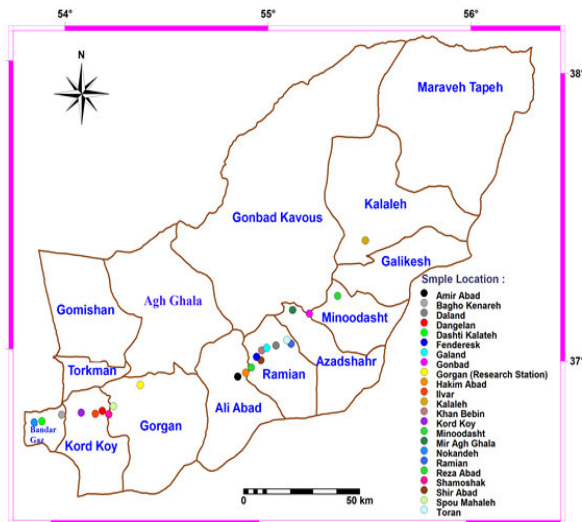 54°
55°
56°
38°
N
Maraveh Tapeh
Kalaleh
Gonbad Kavous
Galikesh
Gomishan
Agh Ghala
Minoodasht
Azadshahr
37°
Torkman
Ramian
Ali Abad
Bandar
Gaz
Kord Koy
Gorgan
Smple Location :
Amir Abad
Bagho Kenareh
Daland
Dangelan
Dashti Kalateh
Fenderesk
Galand
Gonbad
Gorgan (Research Station)
Hakim Abad
Ilvar
Kalaleh
Khan Bebin
Kord Koy
Minoodasht
Mir Agh Ghala
Nokandeh
Ramian
Reza Abad
Shamoshak
Shir Abad
Spou Mahaleh
Toran
0
50 km